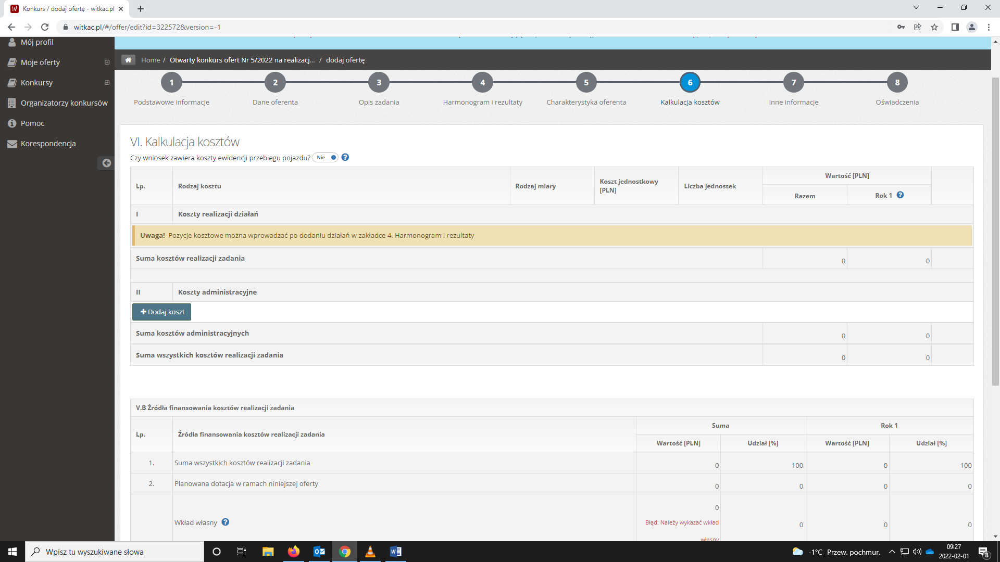 Konkurs / dodaj ofertę - witkac.pl
witkac.pl/#/offer/edit?id=322572&version=-1
Mój profil
Moje oferty
Konkursy
Organizatorzy konkursów
Pomoc
Korespondencja
Home / Otwarty konkurs ofert Nr 5/2022 na realizacj... / dodaj ofertę
1 2 3 4 5 6 7 8
Podstawowe informacje Dane oferenta Opis zadania Harmonogram i rezultaty Charakterystyka oferenta Kalkulacja kosztów Inne informacje Oświadczenia
VI. Kalkulacja kosztów
Czy wniosek zawiera koszty ewidencji przebiegu pojazdu? Nie ?
Lp. Rodzaj kosztu Rodzaj miary Koszt jednostkowy [PLN] Liczba jednostek Wartość [PLN]
Razem Rok 1 ?
I Koszty realizacji działań
Uwaga! Pozycje kosztowe można wprowadzać po dodaniu działań w zakładce 4. Harmonogram i rezultaty
Suma kosztów realizacji zadania 0 0
II Koszty administracyjne
+ Dodaj koszt
Suma kosztów administracyjnych 0 0
Suma wszystkich kosztów realizacji zadania 0 0
V.B Źródła finansowania kosztów realizacji zadania
Lp. Źródła finansowania kosztów realizacji zadania Suma Rok 1
Wartość [PLN] Udział [%] Wartość [PLN] Udział [%]
1. Suma wszystkich kosztów realizacji zadania 0 100 0 100
2. Planowana dotacja w ramach niniejszej oferty 0 0 0 0
Wkład własny ? 0 0 0 0
Błąd: Należy wykazać wkład
własny
Wpisz tu wyszukiwane słowa
-1°C Przew. pochmur.
09:27
2022-02-01
8